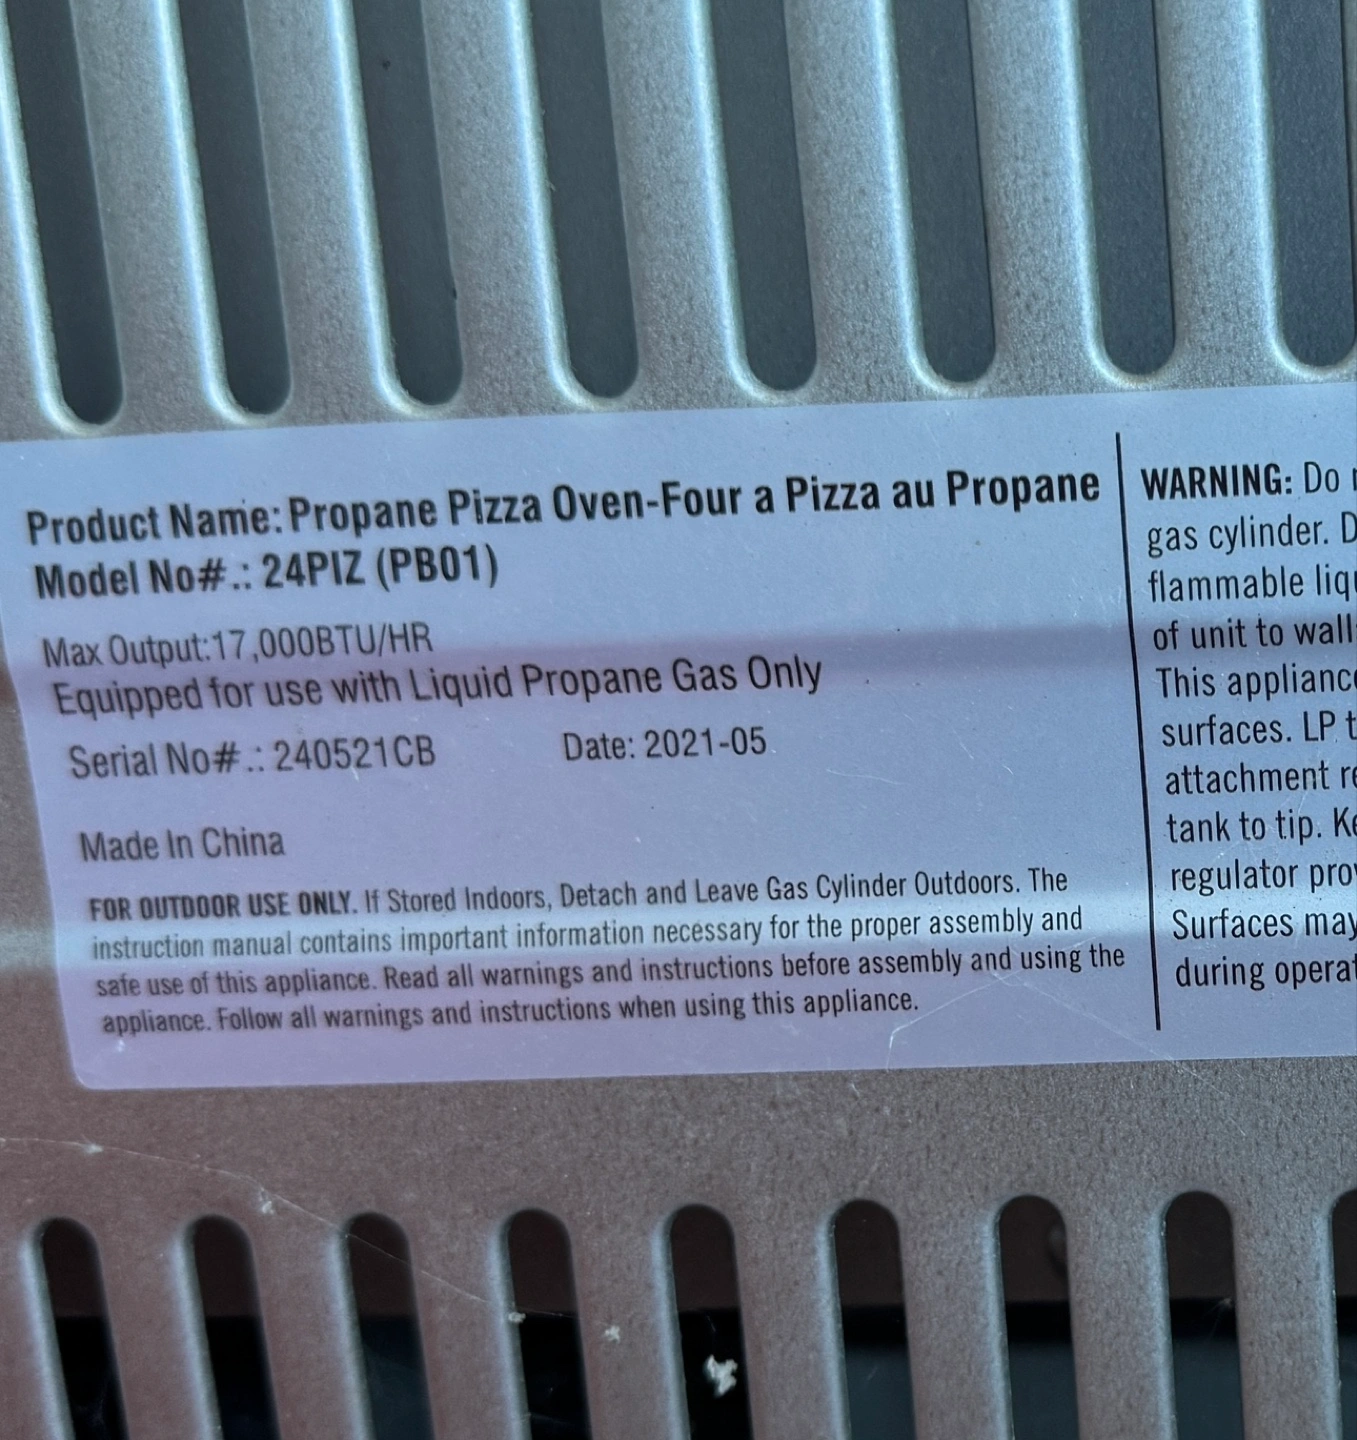 Product Name: Propane Pizza Oven-Four a Pizza au Propane
Model No#.: 24PIZ (PB01)
Max Output:17,000BTU/HR
Equipped for use with Liquid Propane Gas Only
Serial No#.: 240521CB Date: 2021-05
Made In China
FOR OUTDOOR USE ONLY. If Stored Indoors, Detach and Leave Gas Cylinder Outdoors. The
instruction manual contains important information necessary for the proper assembly and
safe use of this appliance. Read all warnings and instructions before assembly and using the
appliance. Follow all warnings and instructions when using this appliance.
WARNING: Do
gas cylinder.
flammable
of unit to
This
surfaces. LP
attachment
tank to tip.
regulator
Surfaces may
during